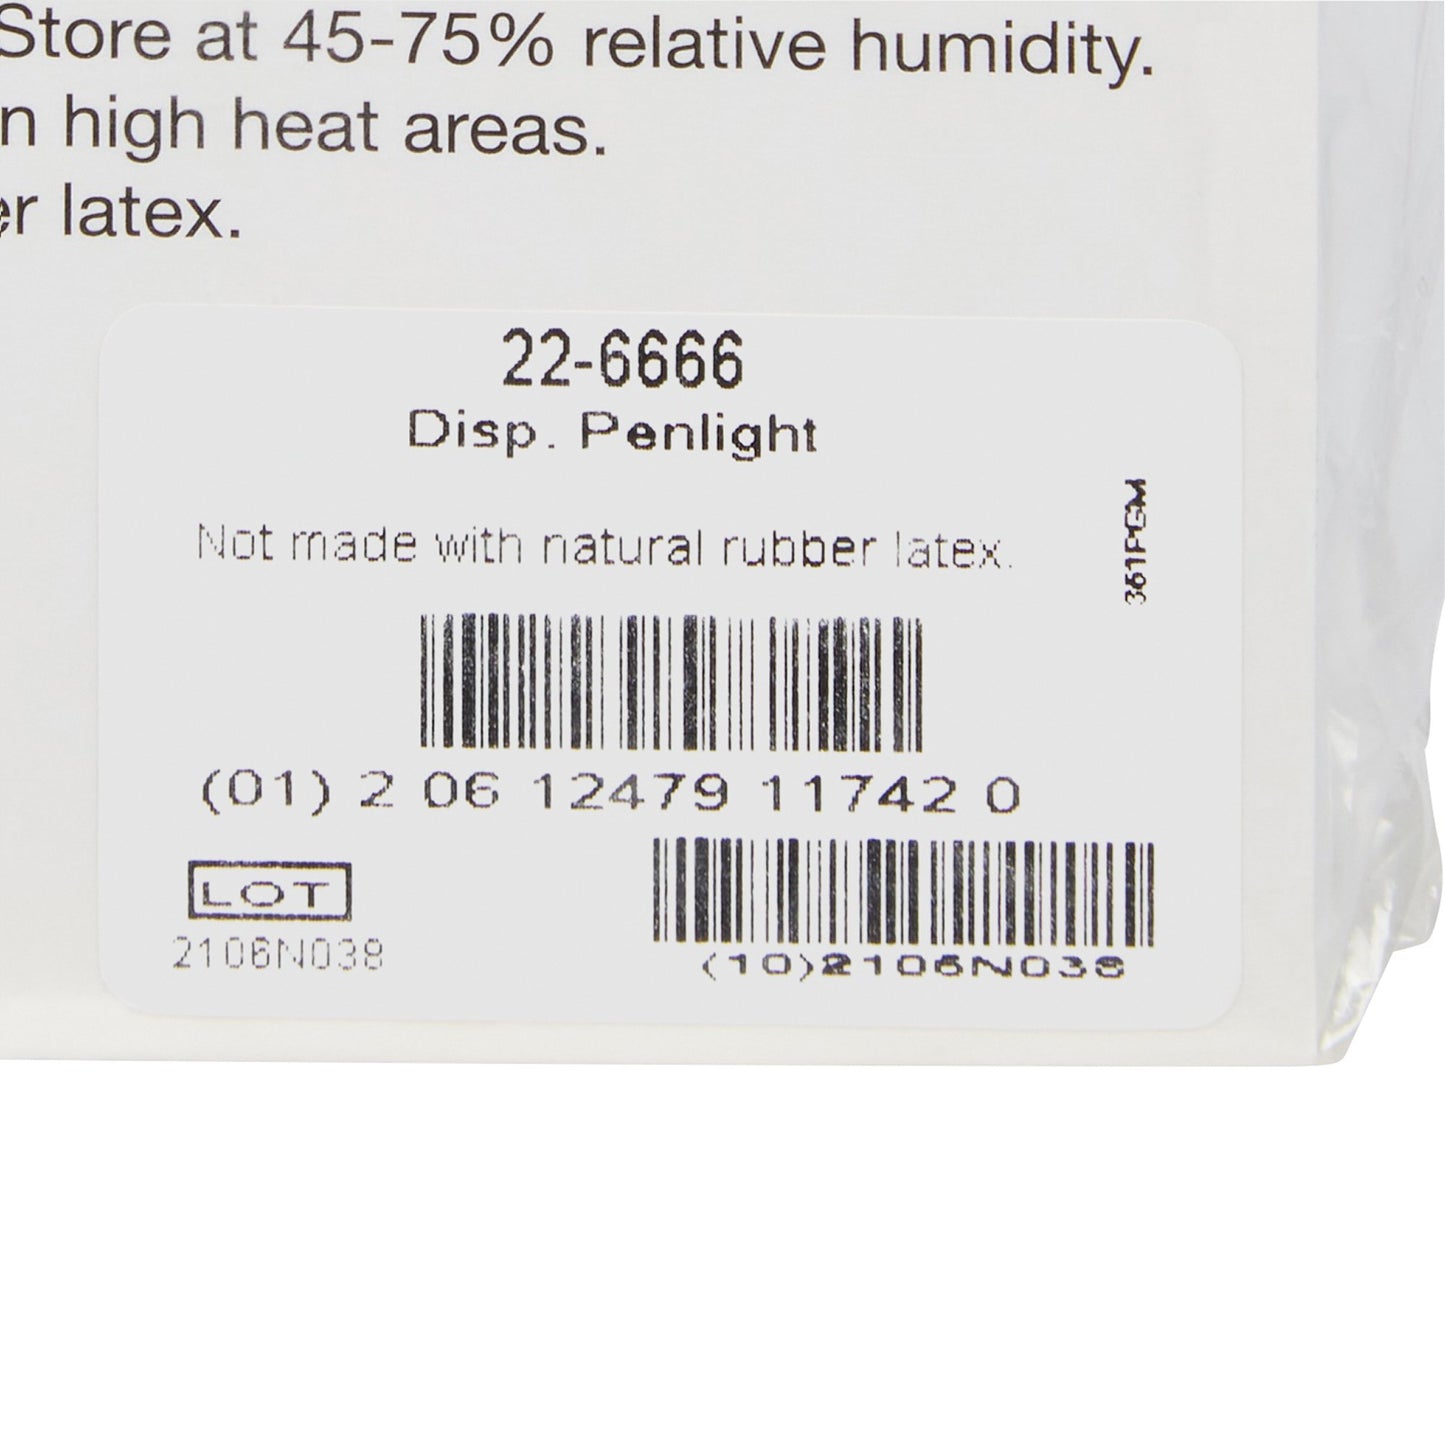 Store at 45-75% relative humidity.
n high heat areas.
er latex.
22-6666
Disp. Penlight
Not made with natural rubber latex.
361PGM
(01) 2 06 12479 11742 0
LOT
2106N038
(10)2106N038